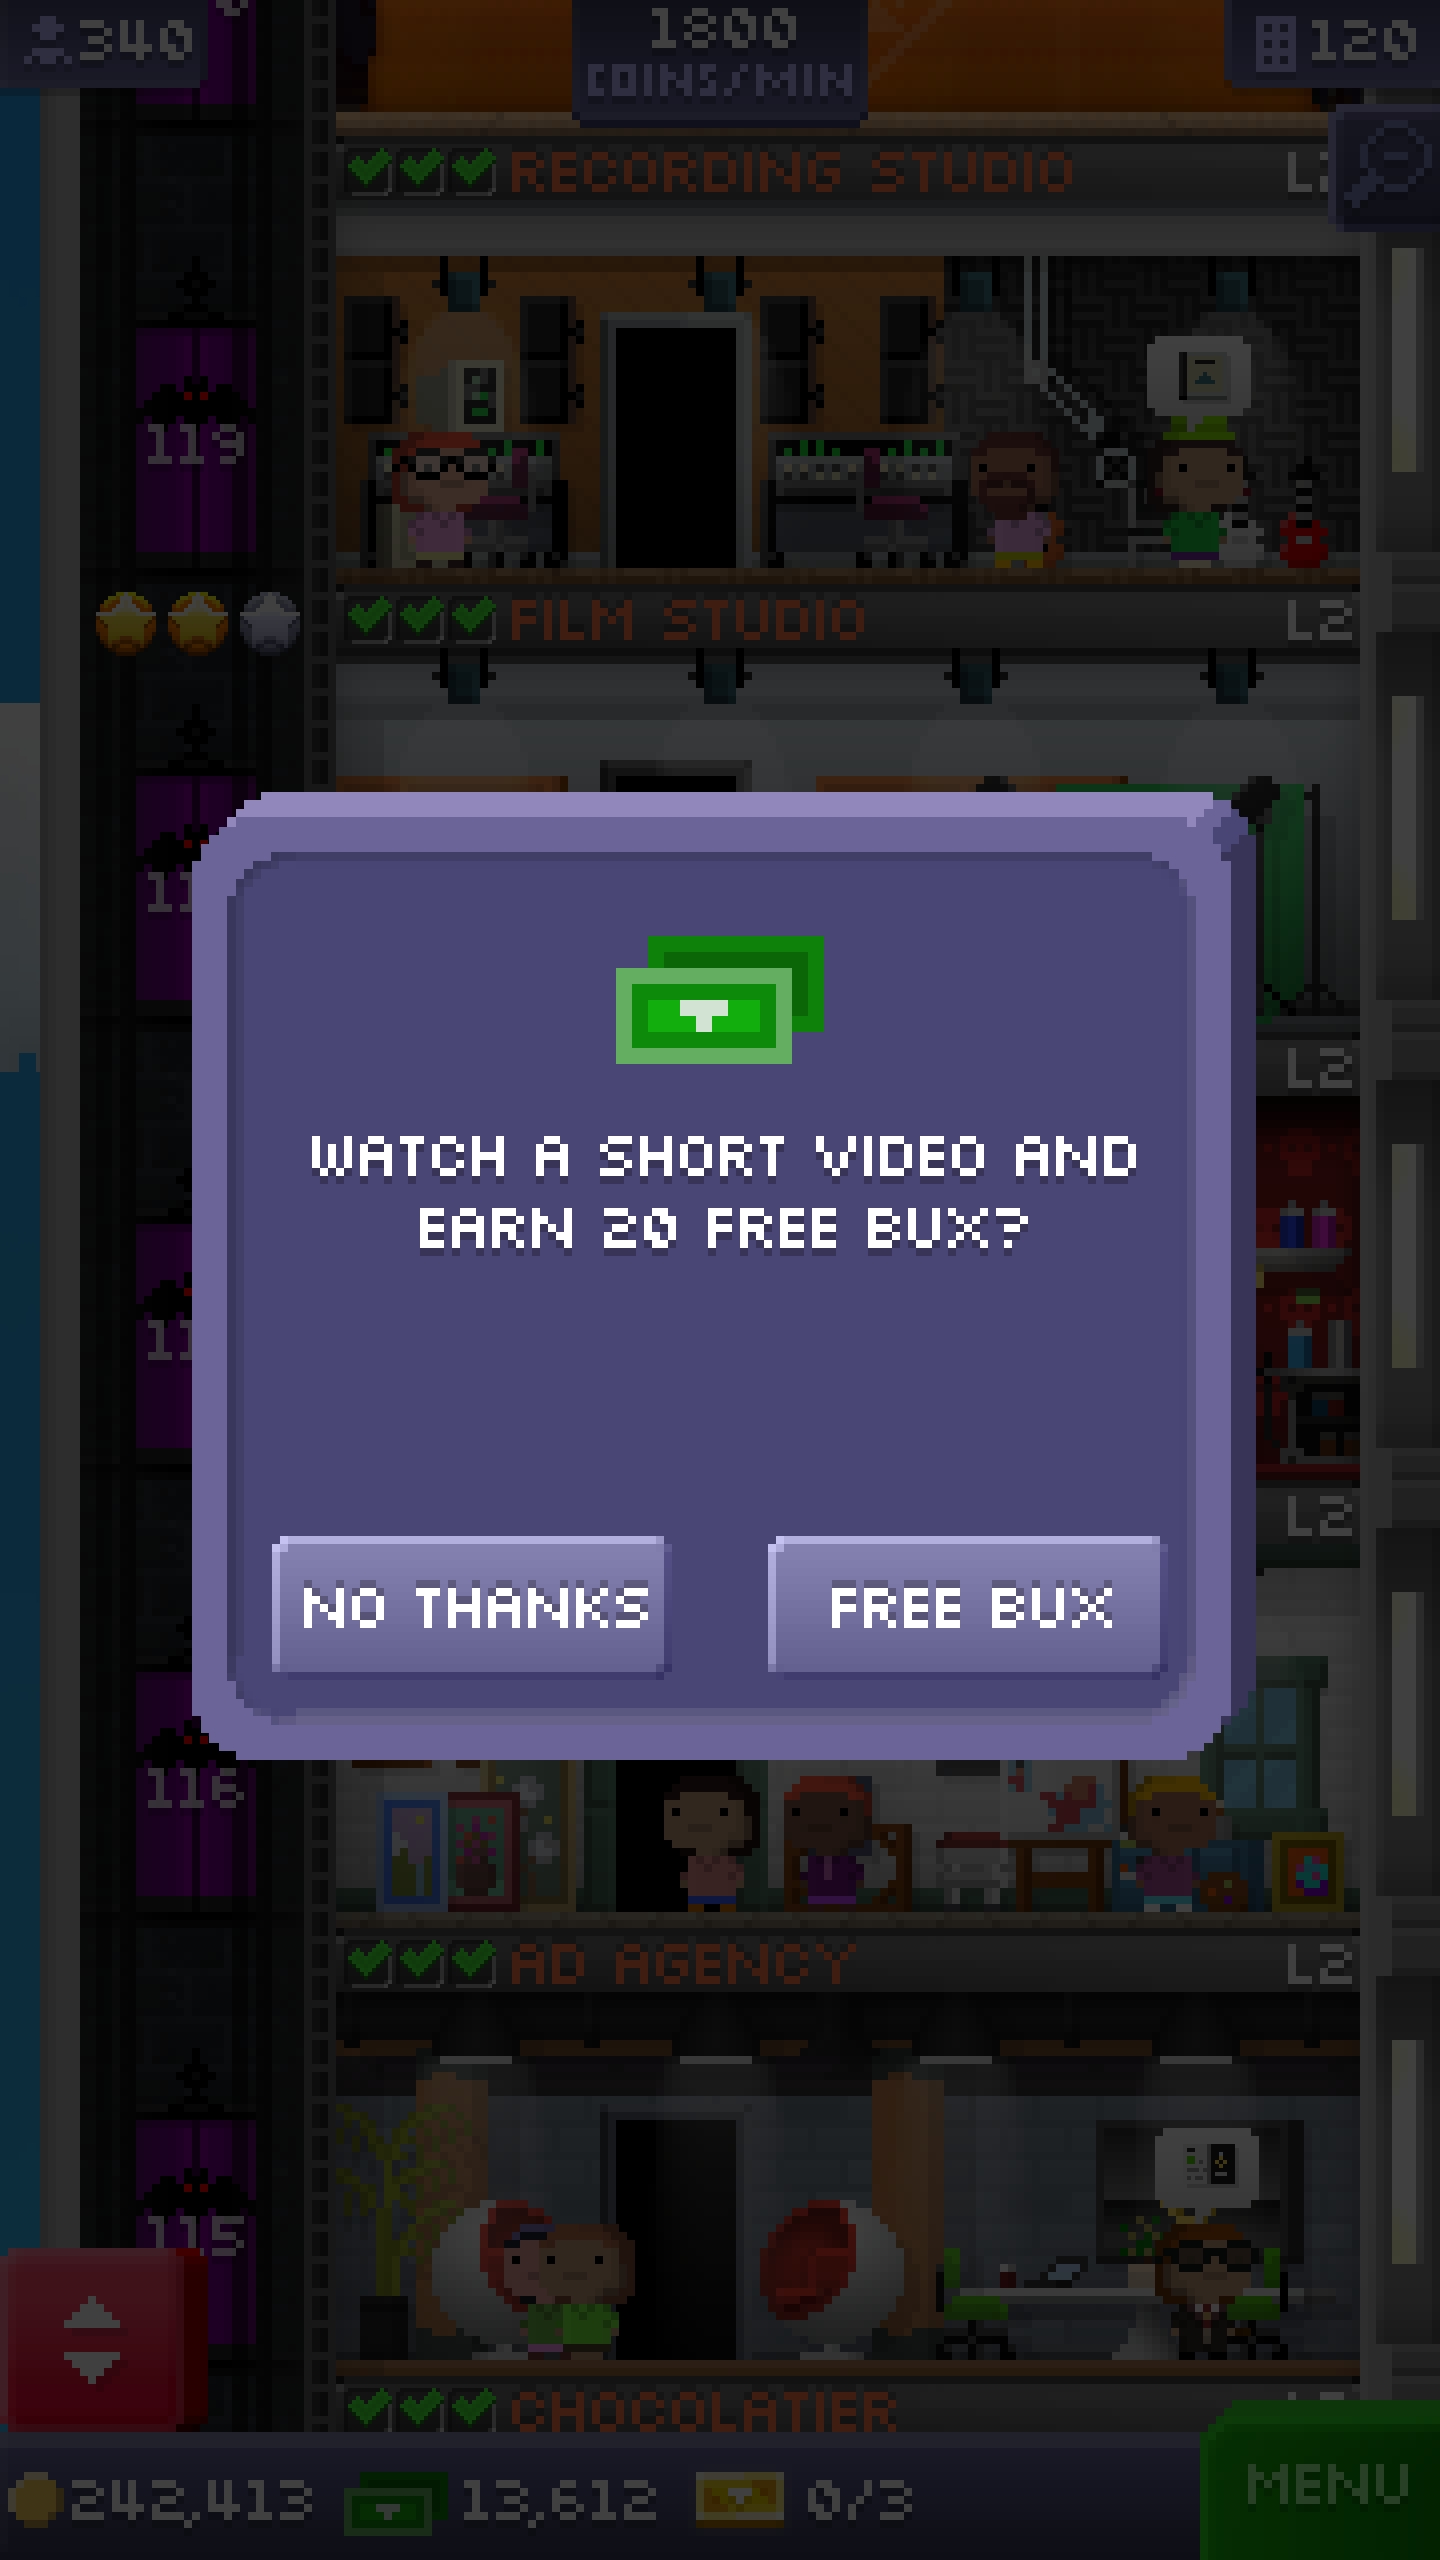 340
1800
COINS/MIN
120
RECORDING STUDIO
119
FILM STUDIO
L2
L2
WATCH A SHORT VIDEO AND
EARN 20 FREE BUX?
L2
NO THANKS
FREE BUX
116
AD AGENCY
L2
115
CHOCOLATIER
242,413
13,612
0/3
MENU